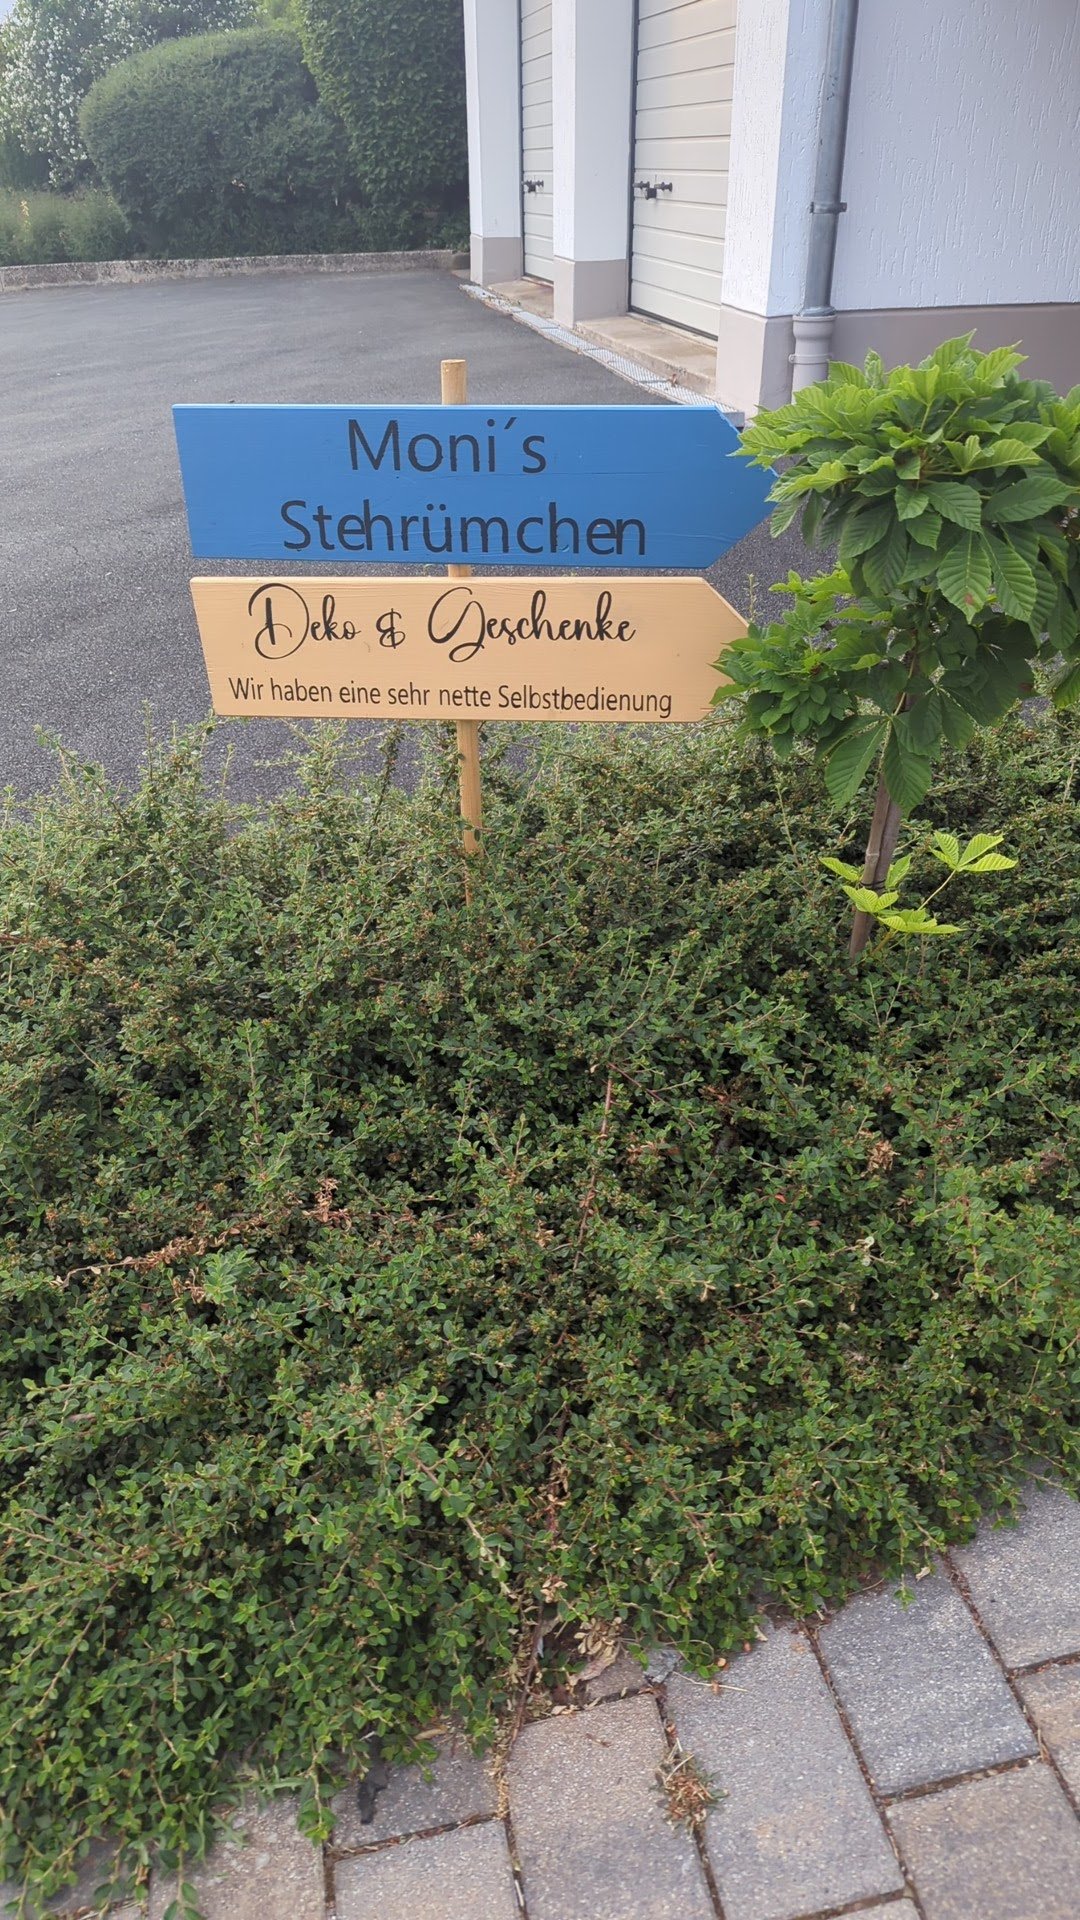 Moni´s
Stehrümchen
Deko & Geschenke
Wir haben eine sehr nette Selbstbedienung